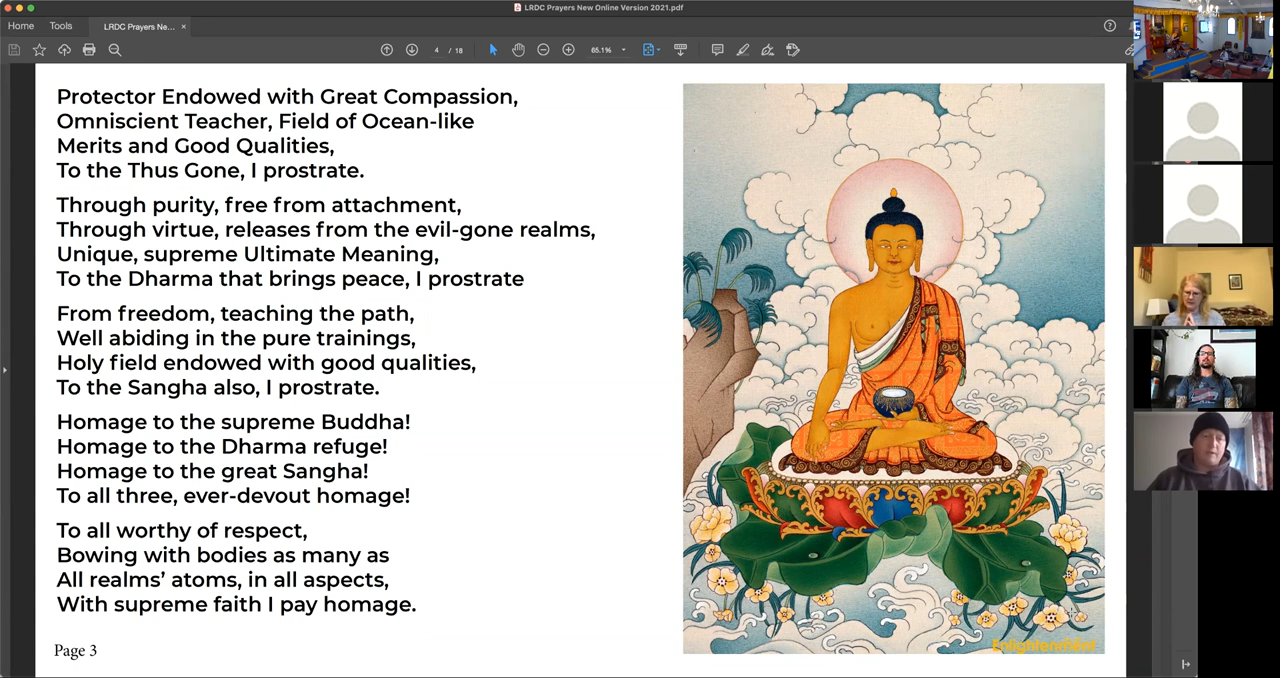 LRDC Prayers New Online Version 2021.pdf
Home
Tools
LRDC Prayers Ne...
4 / 18
65.1%
Protector Endowed with Great Compassion,
Omniscient Teacher, Field of Ocean-like
Merits and Good Qualities,
To the Thus Gone, I prostrate.
Through purity, free from attachment,
Through virtue, releases from the evil-gone realms,
Unique, supreme Ultimate Meaning,
To the Dharma that brings peace, I prostrate
From freedom, teaching the path,
Well abiding in the pure trainings,
Holy field endowed with good qualities,
To the Sangha also, I prostrate.
Homage to the supreme Buddha!
Homage to the Dharma refuge!
Homage to the great Sangha!
To all three, ever-devout homage!
To all worthy of respect,
Bowing with bodies as many as
All realms’ atoms, in all aspects,
With supreme faith I pay homage.
Page 3
Enlightenment